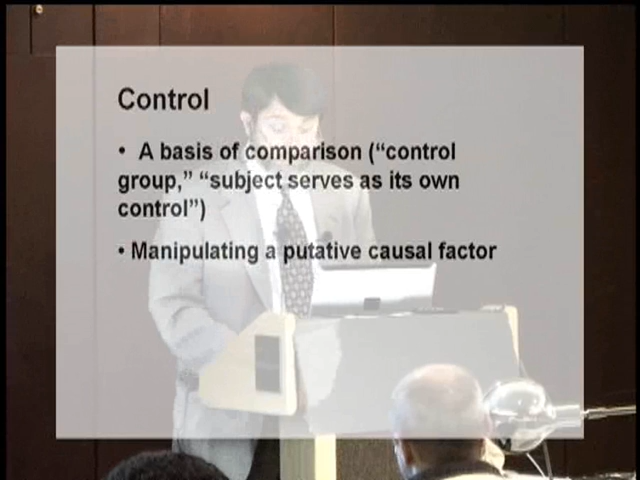 Control
• A basis of comparison (“control
group,” “subject serves as its own
control”)
• Manipulating a putative causal factor